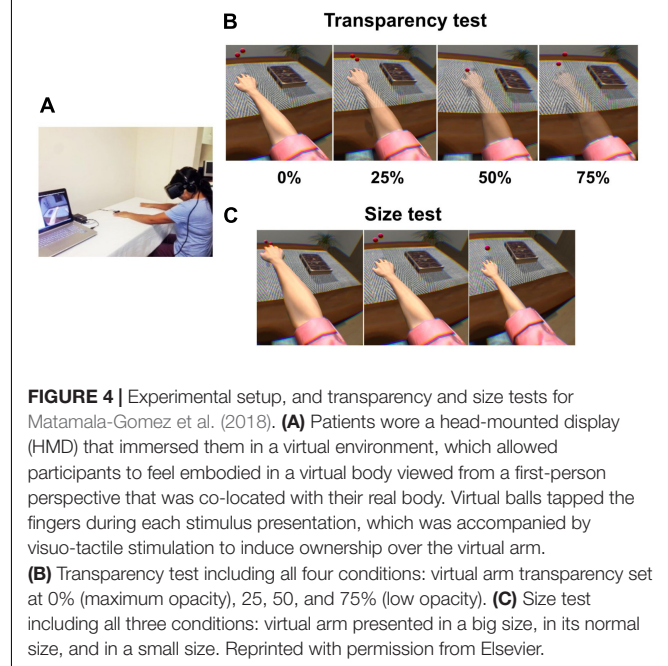 B
Transparency test
A
0%
25%
50%
75%
C
Size test
FIGURE 4 | Experimental setup, and transparency and size tests for
Matamala-Gomez et al. (2018). (A) Patients wore a head-mounted display
(HMD) that immersed them in a virtual environment, which allowed
participants to feel embodied in a virtual body viewed from a first-person
perspective that was co-located with their real body. Virtual balls tapped the
fingers during each stimulus presentation, which was accompanied by
visuo-tactile stimulation to induce ownership over the virtual arm.
(B) Transparency test including all four conditions: virtual arm transparency set
at 0% (maximum opacity), 25, 50, and 75% (low opacity). (C) Size test
including all three conditions: virtual arm presented in a big size, in its normal
size, and in a small size. Reprinted with permission from Elsevier.